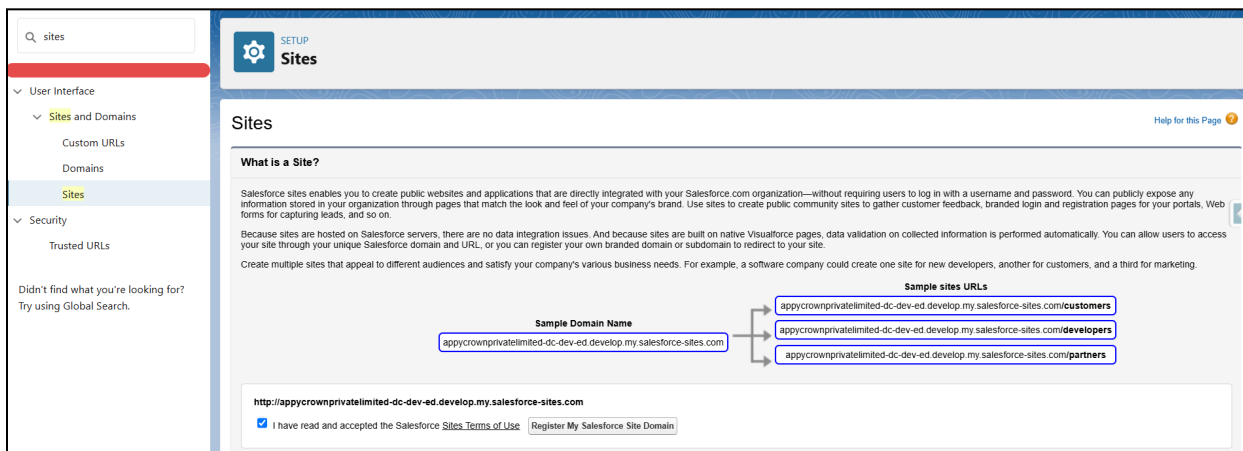 sites
User Interface
Sites and Domains
Custom URLs
Domains
Sites
Security
Trusted URLs
Didn't find what you're looking for?
Try using Global Search.
SETUP
Sites
Sites
Help for this Page
What is a Site?
Salesforce sites enables you to create public websites and applications that are directly integrated with your Salesforce.com organization—without requiring users to log in with a username and password. You can publicly expose any
information stored in your organization through pages that match the look and feel of your company's brand. Use sites to create public community sites to gather customer feedback, branded login and registration pages for your portals, Web
forms for capturing leads, and so on.
Because sites are hosted on Salesforce servers, there are no data integration issues. And because sites are built on native Visualforce pages, data validation on collected information is performed automatically. You can allow users to access
your site through your unique Salesforce domain and URL, or you can register your own branded domain or subdomain to redirect to your site.
Create multiple sites that appeal to different audiences and satisfy your company's various business needs. For example, a software company could create one site for new developers, another for customers, and a third for marketing.
Sample Domain Name
appycrownprivatelimited-dc-dev-ed.develop.my.salesforce-sites.com
Sample sites URLs
appycrownprivatelimited-dc-dev-ed.develop.my.salesforce-sites.com/customers
appycrownprivatelimited-dc-dev-ed.develop.my.salesforce-sites.com/developers
appycrownprivatelimited-dc-dev-ed.develop.my.salesforce-sites.com/partners
http://appycrownprivatelimited-dc-dev-ed.develop.my.salesforce-sites.com
I have read and accepted the Salesforce Sites Terms of Use Register My Salesforce Site Domain